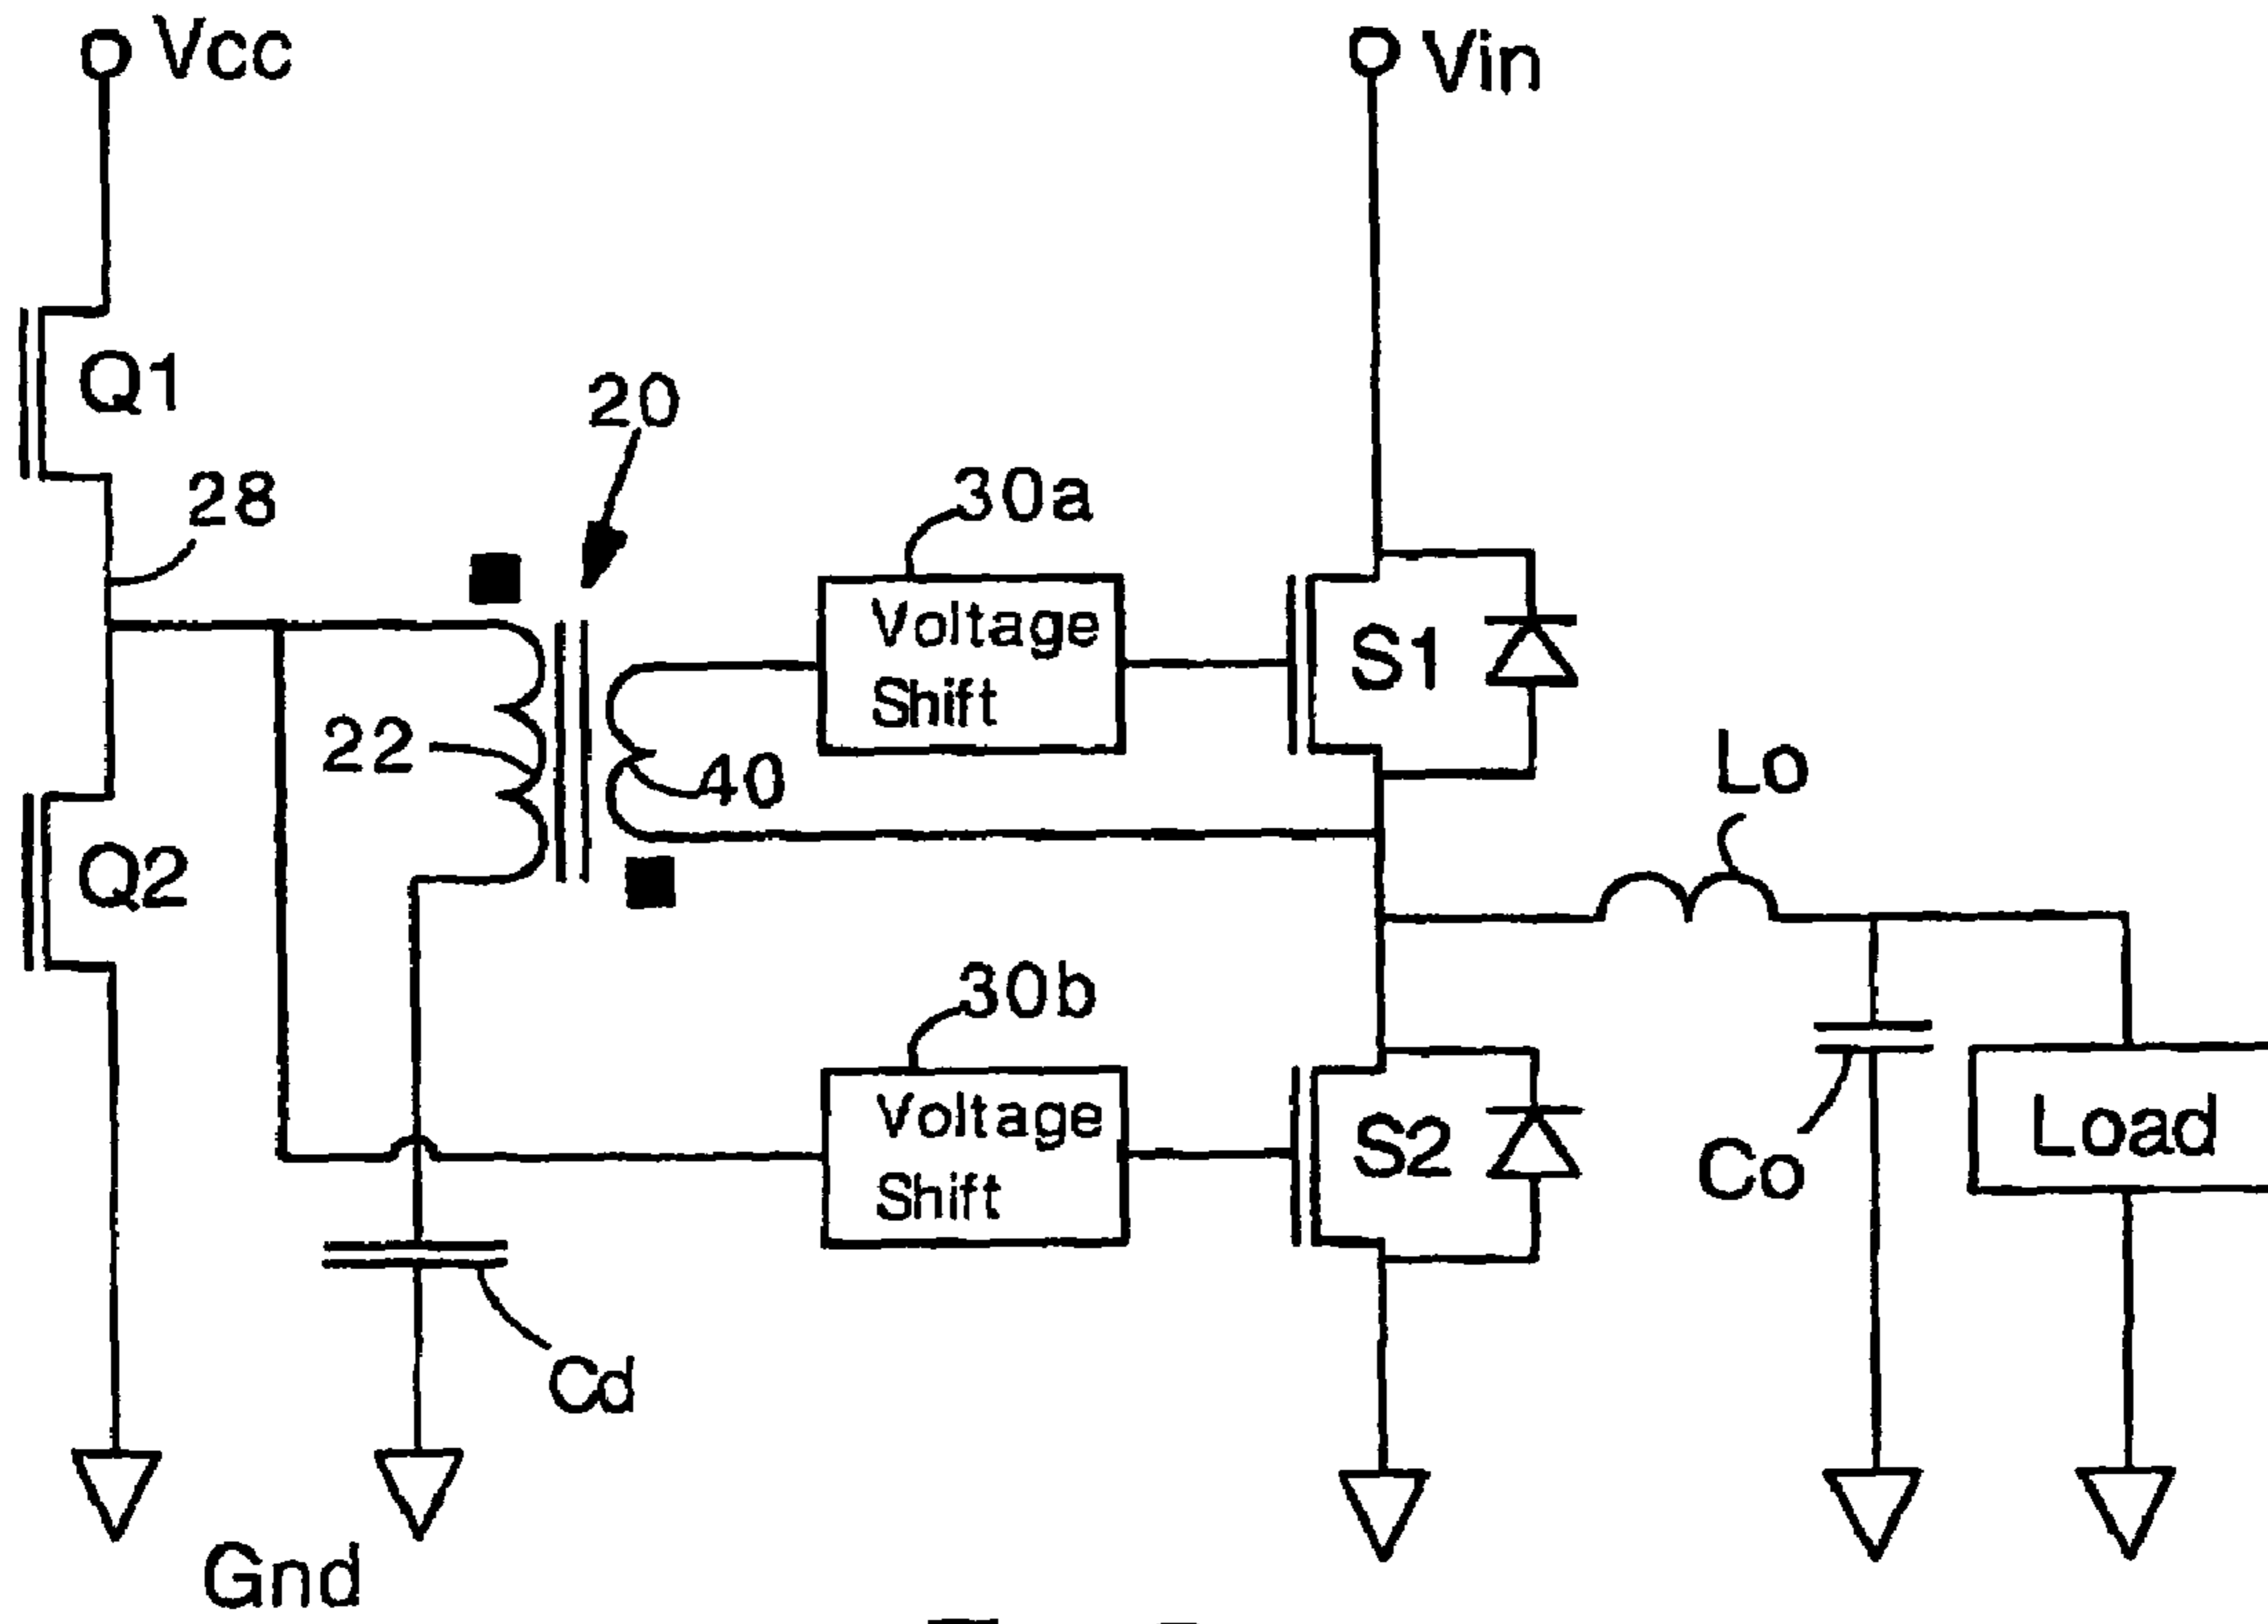 Vcc
Vin
Q1
20
28
30a
Voltage
Shift
S1
22
40
Lo
Q2
30b
Voltage
Shift
S2
Co
Load
Cd
Gnd